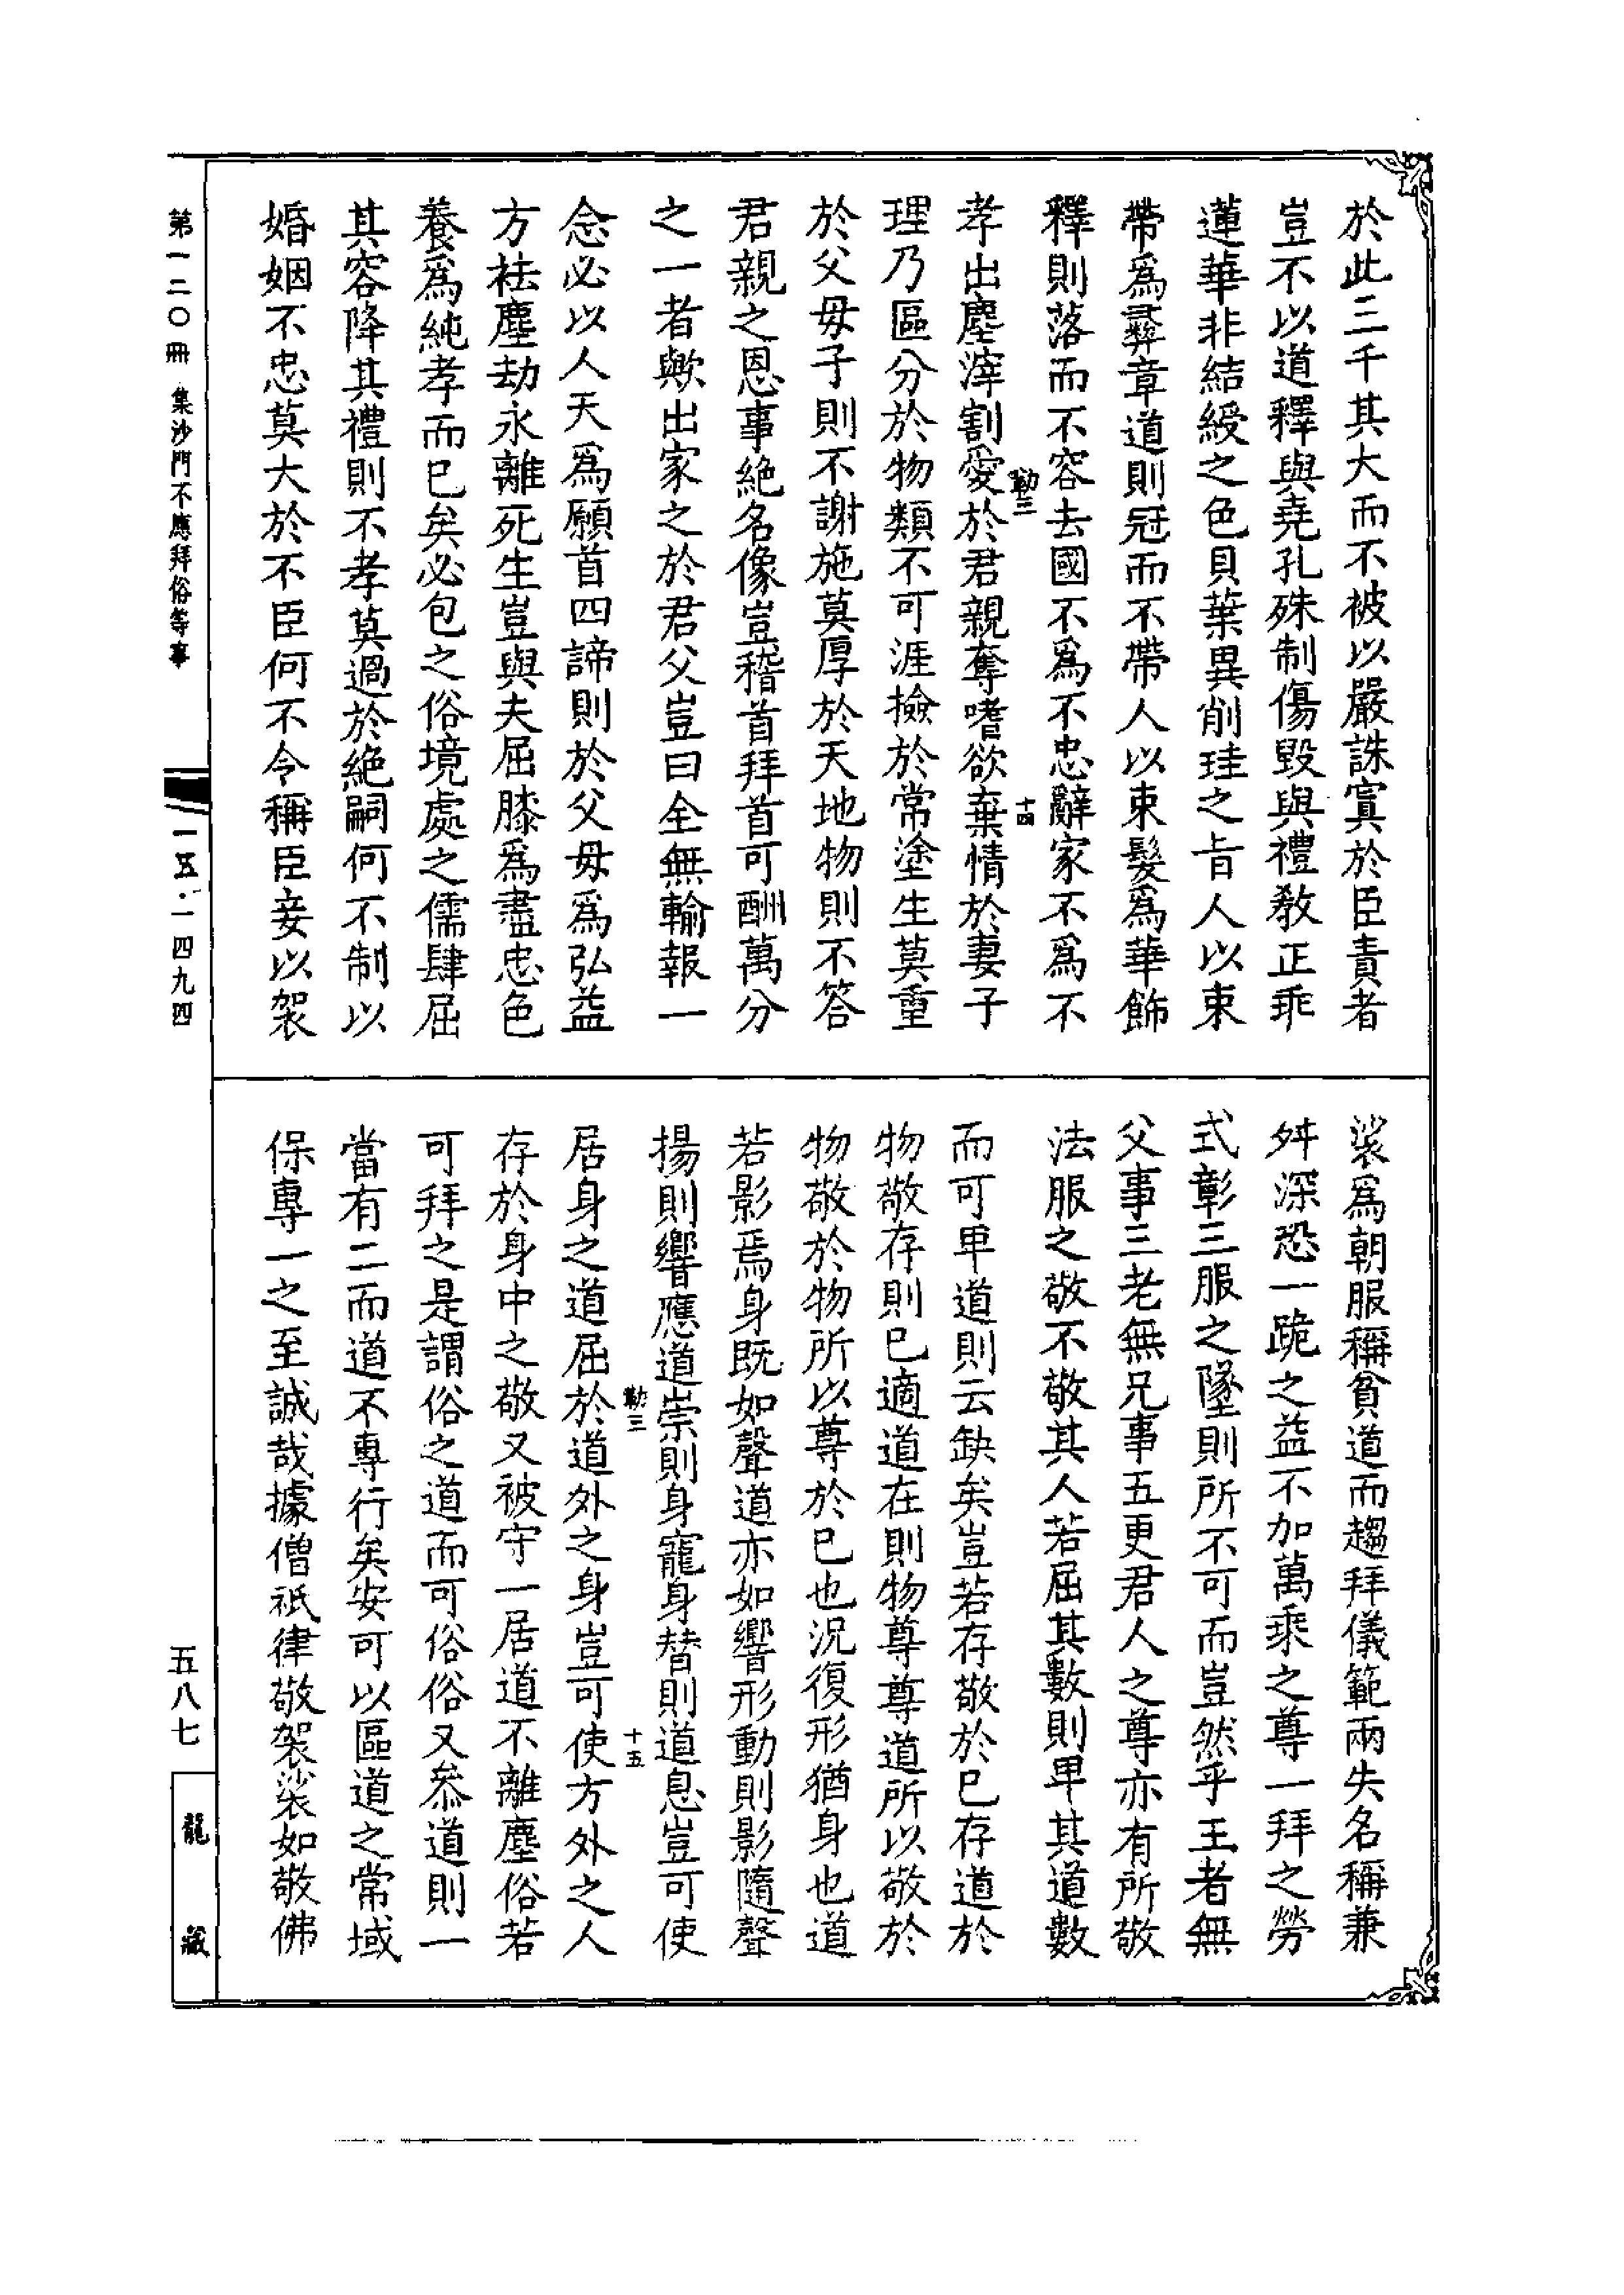 於此三千其大而不被以嚴誅寘於臣責者
豈不以道釋與堯孔殊制傷毀與禮教正乖
蓮華非結綬之色貝葉異削珪之旨人以束
帶為彞章道則冠而不帶人以束髮為華飾
釋則落而不容去國不為不忠辭家不為不
勒三
十四
孝出塵滓割愛於君親奪嗜欲棄情於妻子
理乃區分於物類不可涯撿於常塗生莫重
於父母子則不謝施莫厚於天地物則不答
君親之恩事絕名像豈稽首拜首可酬萬分
之一者歟出家之於君父豈曰全無輸報一
念必以人天為願首四諦則於父母為弘益
方祛塵劫永離死生豈與夫屈膝為盡忠色
養為純孝而已矣必包之俗境處之儒肆屈
其容降其禮則不孝莫過於絕嗣何不制以
婚姻不忠莫大於不臣何不令稱臣妾以袈
裟為朝服稱貧道而趨拜儀範兩失名稱兼
舛深恐一跪之益不加萬乘之尊一拜之勞
式彰三服之墜則所不可而豈然乎王者無
父事三老無兄事五更君人之尊亦有所敬
法服之敬不敬其人若屈其數則卑其道數
而可卑道則云缺矣豈若存敬於已存道於
物敬存則已適道在則物尊尊道所以敬於
物敬於物所以尊於已也況復形猶身也道
若影焉身既如聲道亦如響形動則影隨聲
揚則響應道崇則身寵身替則道息豈可使
勒三
十五
居身之道屈於道外之身豈可使方外之人
存於身中之敬又被守一居道不離塵俗若
可拜之是謂俗之道而可俗俗又叅道則一
當有二而道不專行矣安可以區道之常域
保專一之至誠哉據僧祇律敬袈裟如敬佛
第一二〇冊 集沙門不應拜俗等事
一五·一四九四
五八七
龍藏